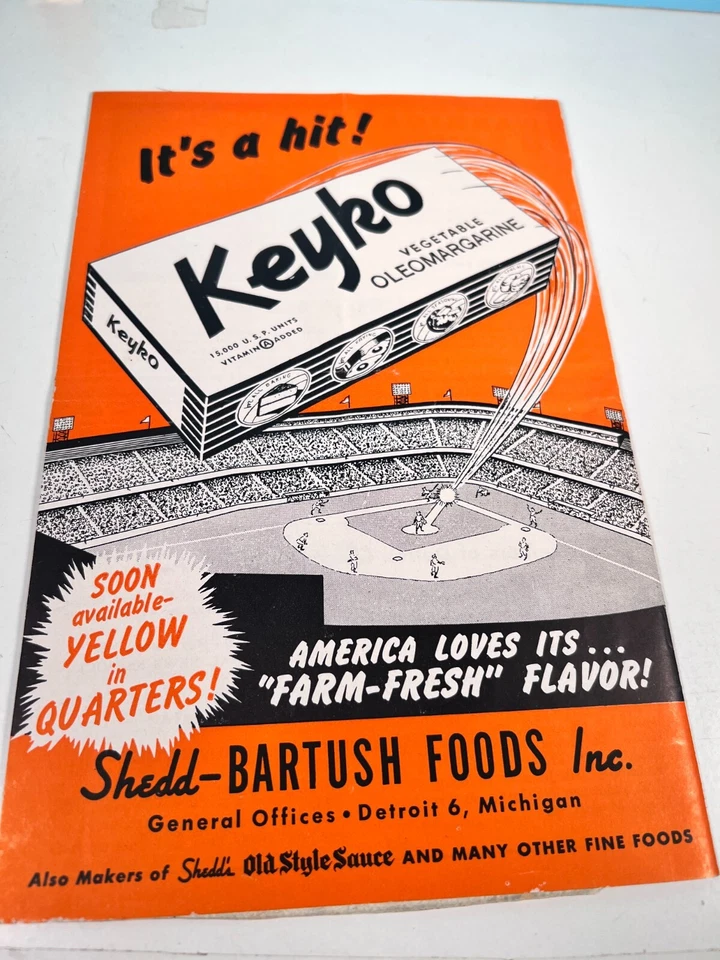 It's a hit!
Keyko
VEGETABLE
OLEOMARGARINE
15,000 U.S.P. UNITS
VITAMIN A ADDED
Keyko
SOON
available-
YELLOW
in
QUARTERS!
AMERICA LOVES ITS...
"FARM-FRESH" FLAVOR!
Shedd-BARTUSH FOODS Inc.
General Offices • Detroit 6, Michigan
Also Makers of Shedd's Old Style Sauce AND MANY OTHER FINE FOODS